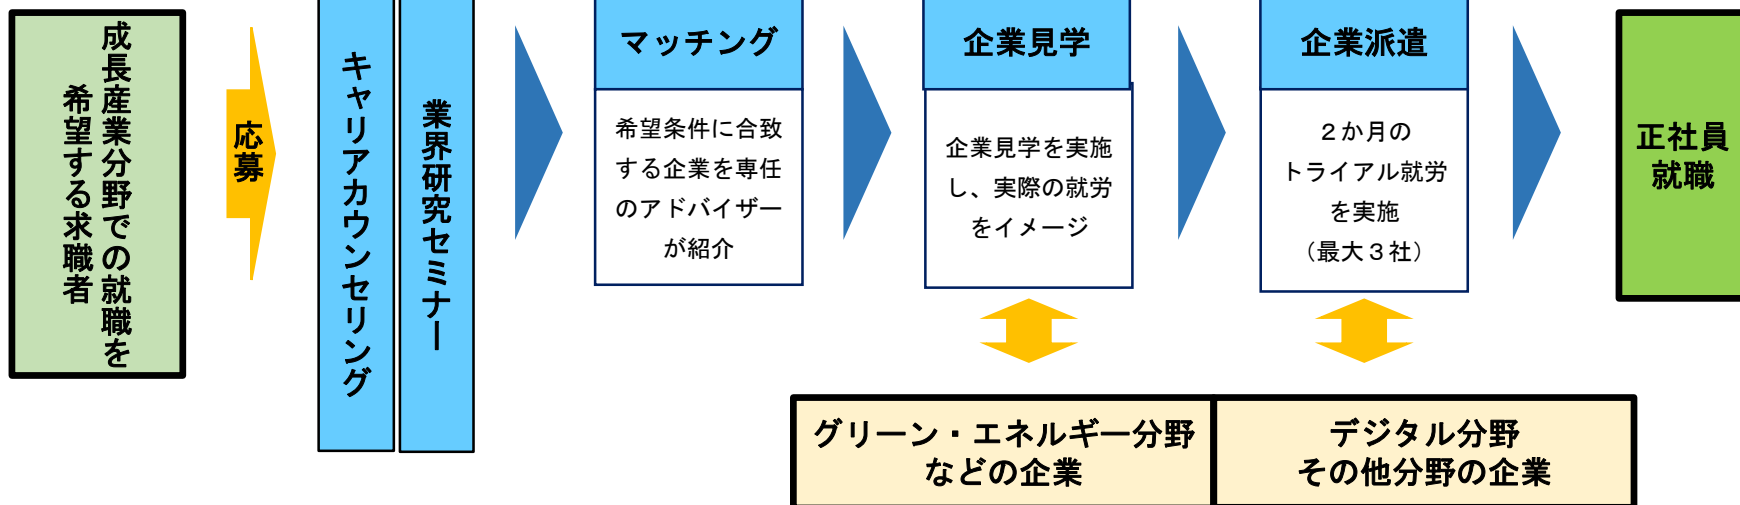 成長産業分野での就職を
希望する求職者
応募
キャリアカウンセリング
業界研究セミナー
マッチング
希望条件に合致
する企業を専任
のアドバイザー
が紹介
企業見学
企業見学を実施
し、実際の就労
をイメージ
企業派遣
２か月の
トライアル就労
を実施
（最大３社）
正社員
就職
グリーン・エネルギー分野
などの企業
デジタル分野
その他分野の企業